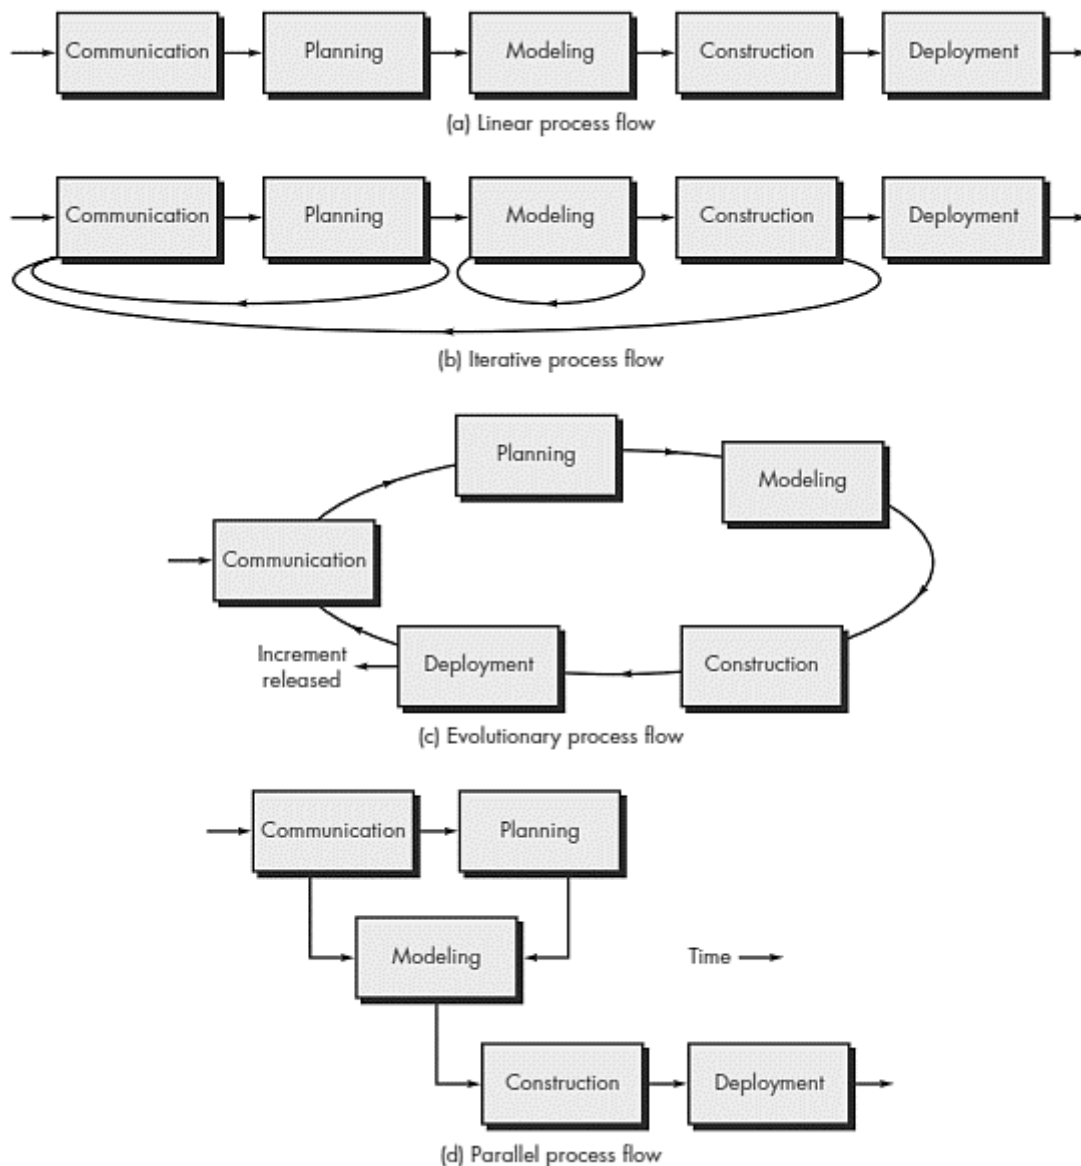 Communication Planning Modeling Construction Deployment
(a) Linear process flow
Communication Planning Modeling Construction Deployment
(b) Iterative process flow
Planning
Modeling
Communication
Increment
released
Deployment
Construction
(c) Evolutionary process flow
Communication Planning
Modeling
Time
Construction Deployment
(d) Parallel process flow